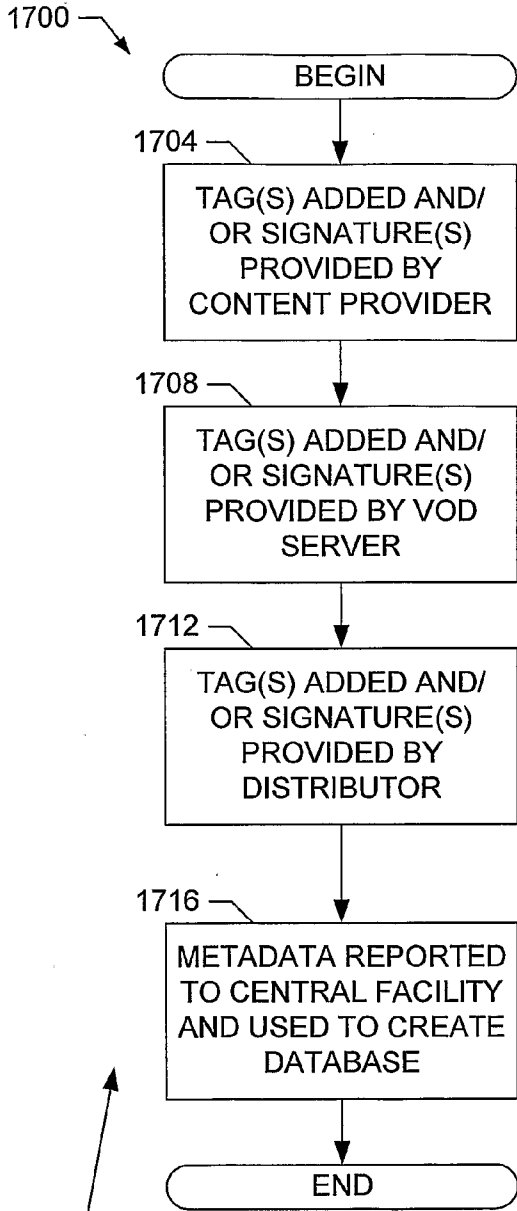 1700
BEGIN
1704
TAG(S) ADDED AND/
OR SIGNATURE(S)
PROVIDED BY
CONTENT PROVIDER
1708
TAG(S) ADDED AND/
OR SIGNATURE(S)
PROVIDED BY VOD
SERVER
1712
TAG(S) ADDED AND/
OR SIGNATURE(S)
PROVIDED BY
DISTRIBUTOR
1716
METADATA REPORTED
TO CENTRAL FACILITY
AND USED TO CREATE
DATABASE
END